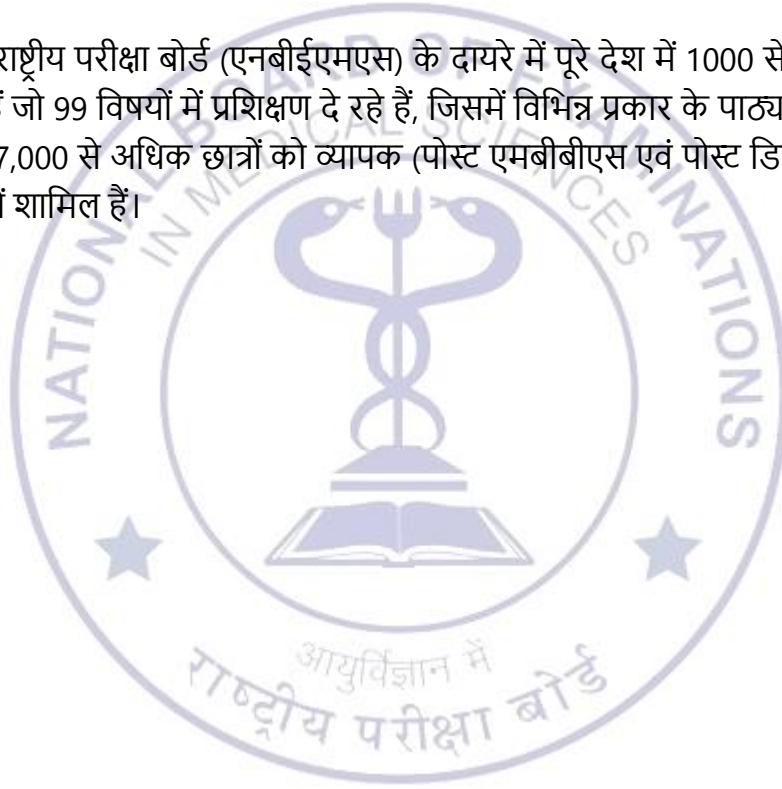 राष्ट्रीय परीक्षा बोर्ड (एनबीईएमएस) के दायरे में पूरे देश में 1000 से
जो 99 विषयों में प्रशिक्षण दे रहे हैं, जिसमें विभिन्न प्रकार के पाठ्य
7,000 से अधिक छात्रों को व्यापक (पोस्ट एमबीबीएस एवं पोस्ट डि
शामिल हैं।
NATIONAL BOARD OF EXAMINATIONS
IN MEDICAL SCIENCES
आयुर्विज्ञान में
राष्ट्रीय परीक्षा बोर्ड